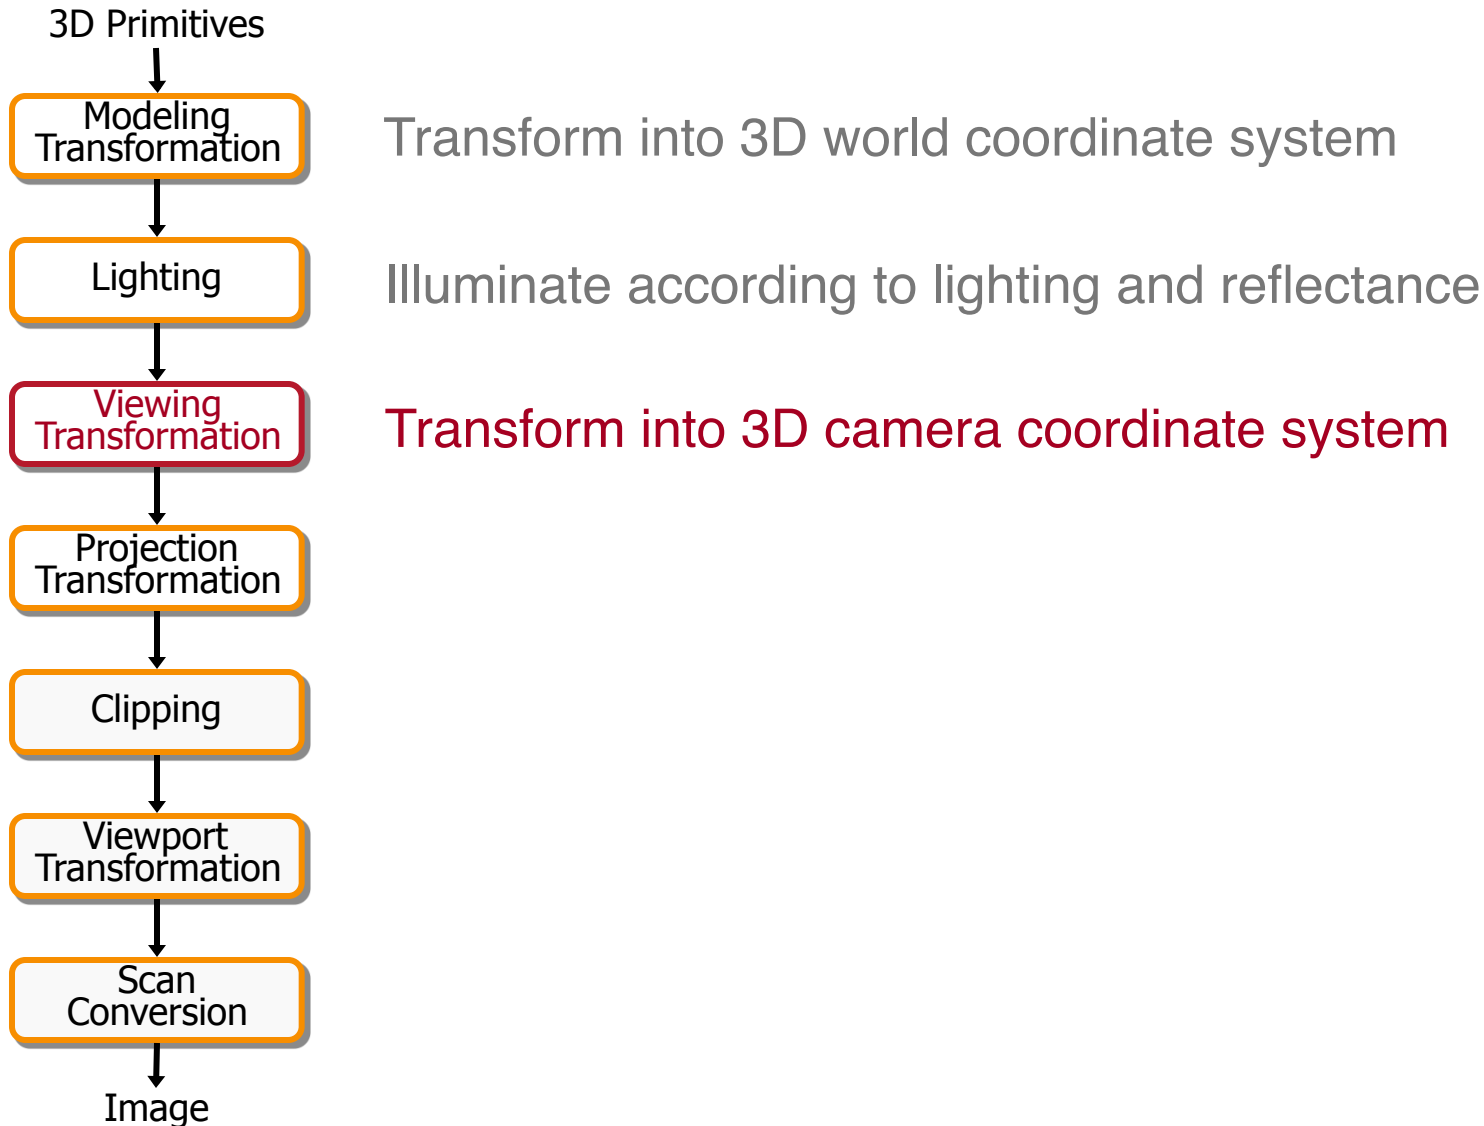 3D Primitives
Modeling
Transformation
Transform into 3D world coordinate system
Lighting
Illuminate according to lighting and reflectance
Viewing
Transformation
Transform into 3D camera coordinate system
Projection
Transformation
Clipping
Viewport
Transformation
Scan
Conversion
Image